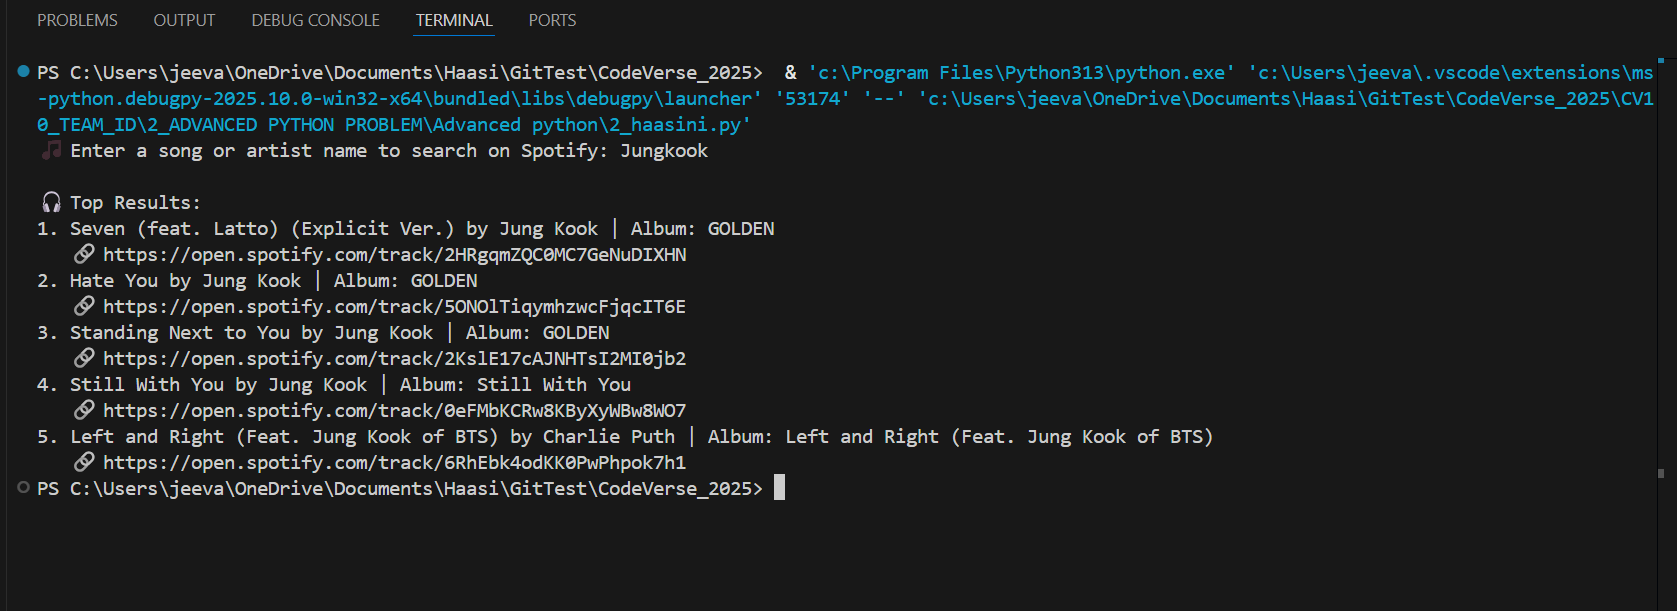 PROBLEMS OUTPUT DEBUG CONSOLE TERMINAL PORTS
PS C:\Users\jeeva\OneDrive\Documents\Haasi\GitTest\CodeVerse_2025>  & 'c:\Program Files\Python313\python.exe' 'c:\Users\jeeva\.vscode\extensions\ms
-python.debugpy-2025.10.0-win32-x64\bundled\libs\debugpy\launcher' '53174' '--' 'c:\Users\jeeva\OneDrive\Documents\Haasi\GitTest\CodeVerse_2025\CV1
0_TEAM_ID\2_ADVANCED PYTHON PROBLEM\Advanced python\2_haasini.py'
🎵 Enter a song or artist name to search on Spotify: Jungkook
🎧 Top Results:
1. Seven (feat. Latto) (Explicit Ver.) by Jung Kook | Album: GOLDEN
🔗 https://open.spotify.com/track/2HRgqmZQC0MC7GeNuDIXHN
2. Hate You by Jung Kook | Album: GOLDEN
🔗 https://open.spotify.com/track/5ONOlTiqymhzwcFjqcIT6E
3. Standing Next to You by Jung Kook | Album: GOLDEN
🔗 https://open.spotify.com/track/2KslE17cAJNHTsI2MI0jb2
4. Still With You by Jung Kook | Album: Still With You
🔗 https://open.spotify.com/track/0eFMbKCRw8KByXyWBw8WO7
5. Left and Right (Feat. Jung Kook of BTS) by Charlie Puth | Album: Left and Right (Feat. Jung Kook of BTS)
🔗 https://open.spotify.com/track/6RhEbk4odKK0PwPhpok7h1
PS C:\Users\jeeva\OneDrive\Documents\Haasi\GitTest\CodeVerse_2025>